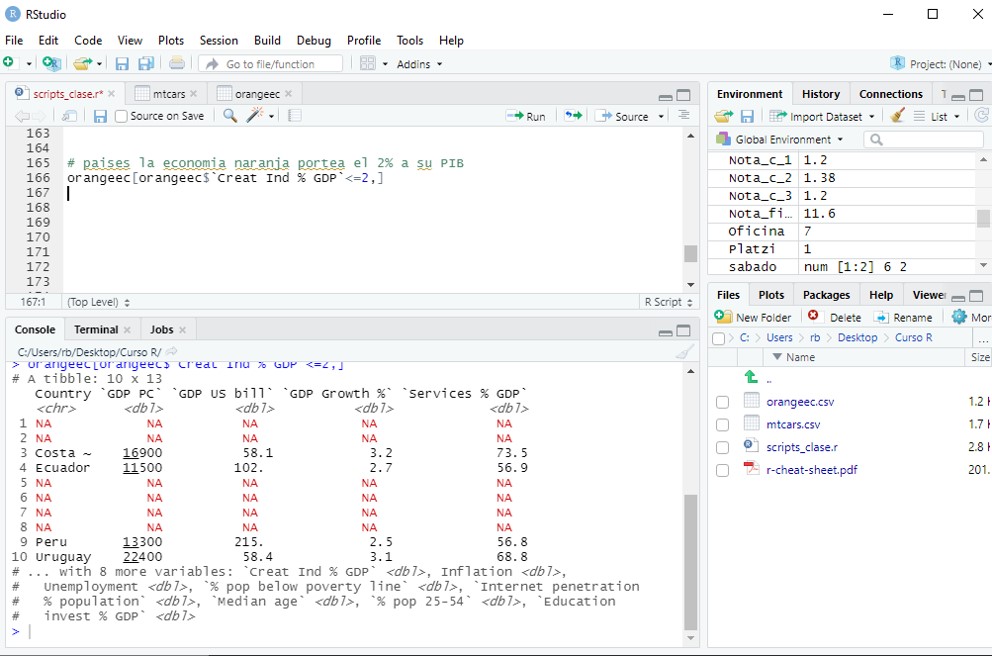 RStudio
File Edit Code View Plots Session Build Debug Profile Tools Help
Go to file/function Addins Project: (None)
scripts_clase.r* mtcars orangeec
Source on Save Run Source
163
164
165 # paises la economia naranja portea el 2% a su PIB
166 orangeec[orangeec$`Creat Ind % GDP`<=2,]
167
168
169
170
171
172
173
167:1 (Top Level) R Script
Console Terminal Jobs
C:/Users/rb/Desktop/Curso R/
> orangeec[orangeec$ Creat Ind % GDP <=2,]
# A tibble: 10 x 13
Country `GDP PC` `GDP US bill` `GDP Growth %` `Services % GDP`
<chr> <dbl> <dbl> <dbl> <dbl>
1 NA NA NA NA NA
2 NA NA NA NA NA
3 Costa ~ 16900 58.1 3.2 73.5
4 Ecuador 11500 102. 2.7 56.9
5 NA NA NA NA NA
6 NA NA NA NA NA
7 NA NA NA NA NA
8 NA NA NA NA NA
9 Peru 13300 215. 2.5 56.8
10 Uruguay 22400 58.4 3.1 68.8
# ... with 8 more variables: `Creat Ind % GDP` <dbl>, Inflation <dbl>,
# Unemployment <dbl>, `% pop below poverty line` <dbl>, `Internet penetration
# % population` <dbl>, `Median age` <dbl>, `% pop 25-54` <dbl>, `Education
# invest % GDP` <dbl>
>
Environment History Connections T
Import Dataset List
Global Environment
Nota_c_1 1.2
Nota_c_2 1.38
Nota_c_3 1.2
Nota_fi… 11.6
Oficina 7
Platzi 1
sabado num [1:2] 6 2
Files Plots Packages Help Viewer
New Folder Delete Rename Mor
C: Users rb Desktop Curso R ...
Name Size
..
orangeec.csv 1.2 K
mtcars.csv 1.7 K
scripts_clase.r 2.8 K
r-cheat-sheet.pdf 201.